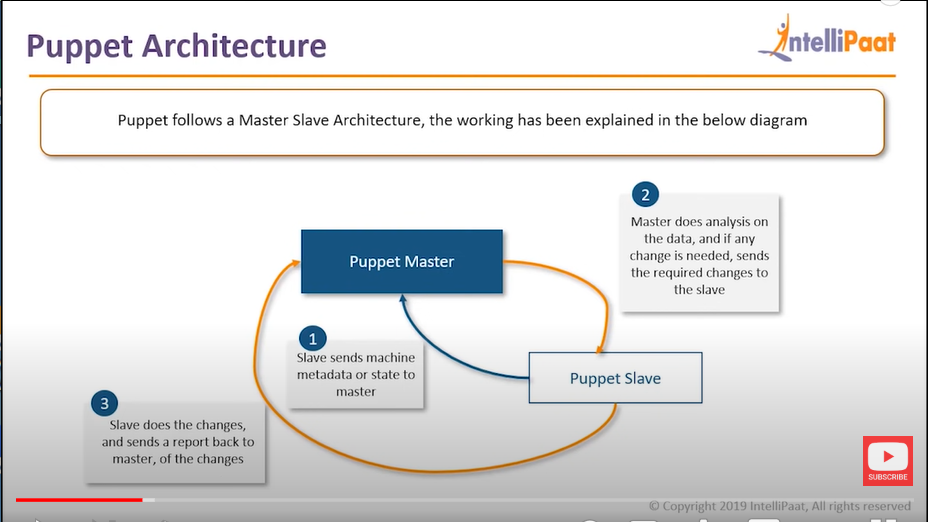 Puppet Architecture
IntelliPaat
Puppet follows a Master Slave Architecture, the working has been explained in the below diagram
2
Master does analysis on
the data, and if any
change is needed, sends
the required changes to
the slave
Puppet Master
1
Slave sends machine
metadata or state to
master
Puppet Slave
3
Slave does the changes,
and sends a report back to
master, of the changes
SUBSCRIBE
© Copyright 2019 IntelliPaat, All rights reserved